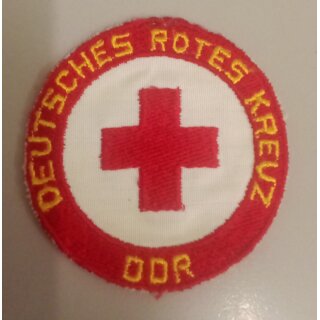 DEUTSCHES ROTES KREUZ
DDR